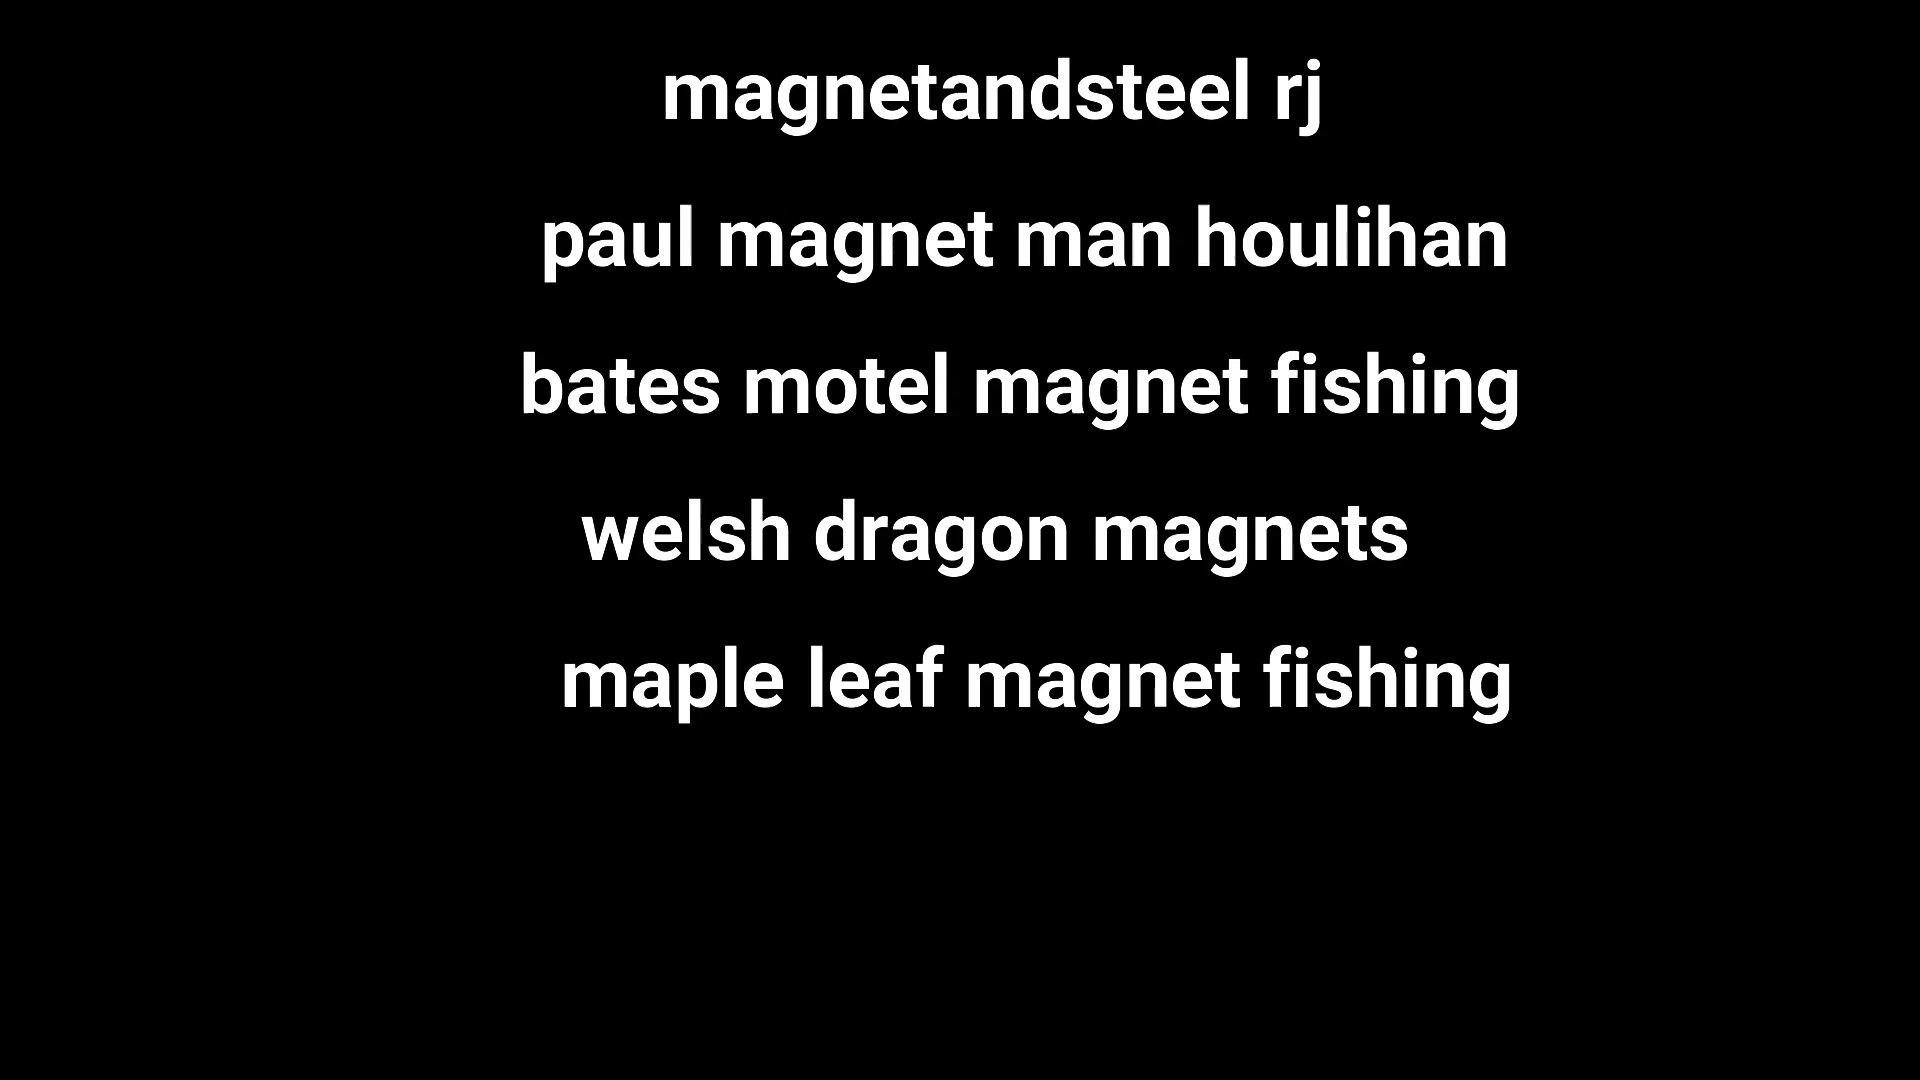 magnetandsteel rj
paul magnet man houlihan
bates motel magnet fishing
welsh dragon magnets
maple leaf magnet fishing